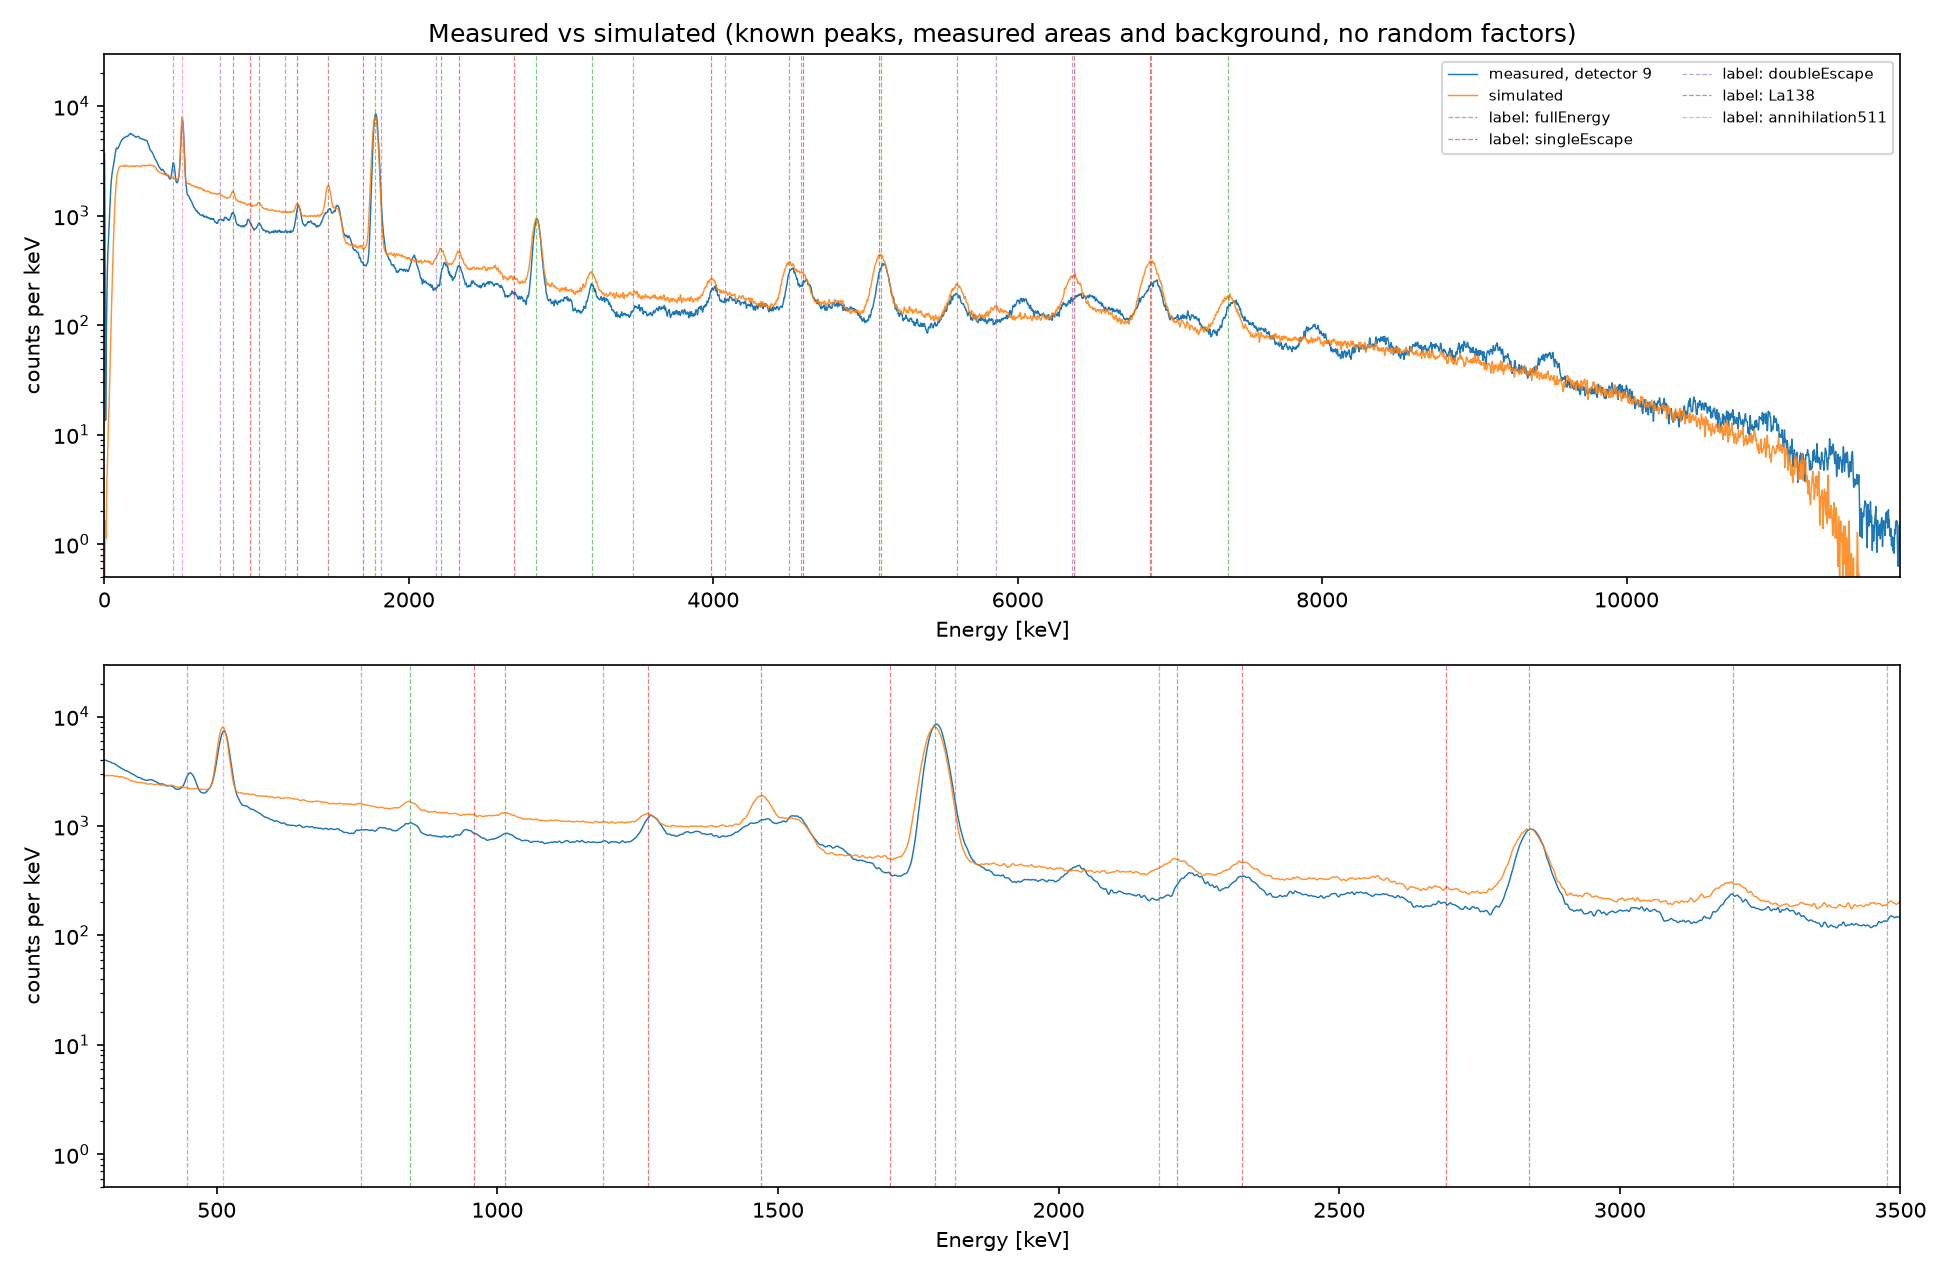 Measured vs simulated (known peaks, measured areas and background, no random factors)
measured, detector 9
simulated
label: fullEnergy
label: singleEscape
label: doubleEscape
label: La138
label: annihilation511
counts per keV
10^4
10^3
10^2
10^1
10^0
0 2000 4000 6000 8000 10000
Energy [keV]
counts per keV
10^4
10^3
10^2
10^1
10^0
500 1000 1500 2000 2500 3000 3500
Energy [keV]